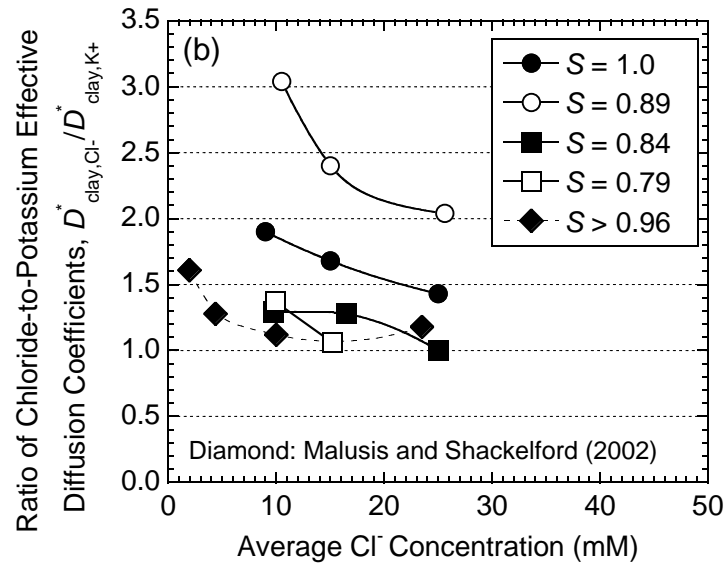 Ratio of Chloride-to-Potassium Effective
Diffusion Coefficients, D*clay,Cl-/D*clay,K+
(b)
3.5
3.0
2.5
2.0
1.5
1.0
0.5
0.0
S = 1.0
S = 0.89
S = 0.84
S = 0.79
S > 0.96
Diamond: Malusis and Shackelford (2002)
0 10 20 30 40 50
Average Cl⁻ Concentration (mM)